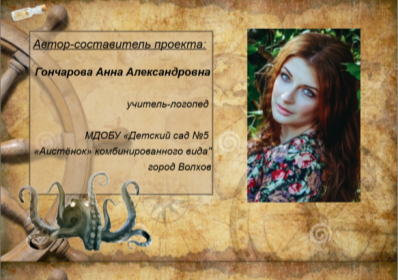 Автор-составитель проекта:
Гончарова Анна Александровна
учитель-логопед
МДОБУ «Детский сад №5
«Аистёнок» комбинированного вида"
город Волхов